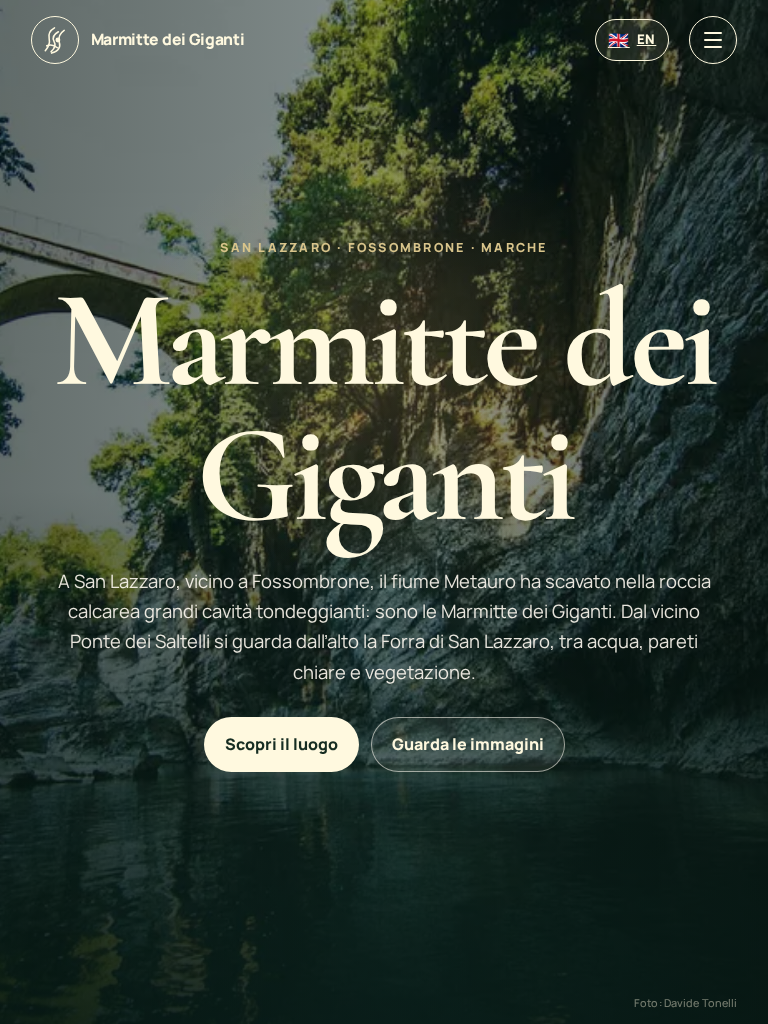 Marmitte dei Giganti
EN
SAN LAZZARO · FOSSOMBRONE · MARCHE
Marmitte dei
Giganti
A San Lazzaro, vicino a Fossombrone, il fiume Metauro ha scavato nella roccia
calcarea grandi cavità tondeggianti: sono le Marmitte dei Giganti. Dal vicino
Ponte dei Saltelli si guarda dall’alto la Forra di San Lazzaro, tra acqua, pareti
chiare e vegetazione.
Scopri il luogo
Guarda le immagini
Foto: Davide Tonelli